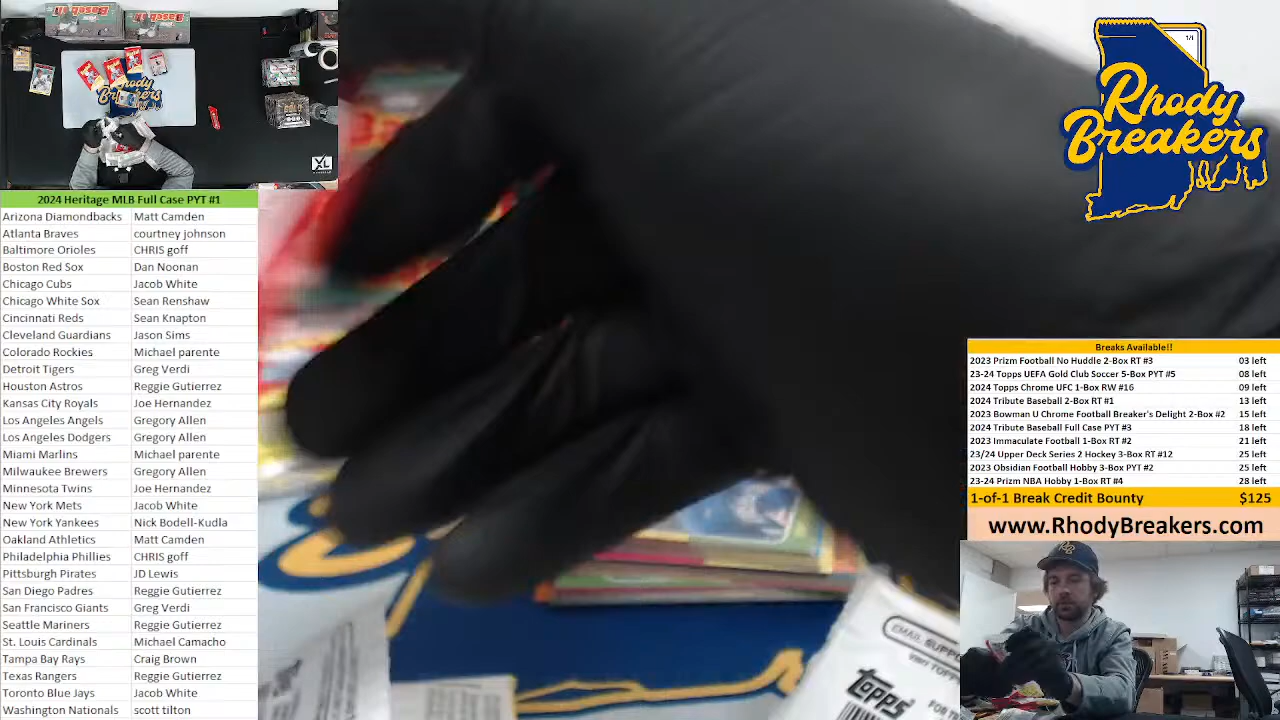 1/1
Rhody
Breakers
Rhody
Breakers
XL
2024 Heritage MLB Full Case PYT #1
Arizona Diamondbacks Matt Camden
Atlanta Braves courtney johnson
Baltimore Orioles CHRIS goff
Boston Red Sox Dan Noonan
Chicago Cubs Jacob White
Chicago White Sox Sean Renshaw
Cincinnati Reds Sean Knapton
Cleveland Guardians Jason Sims
Colorado Rockies Michael parente
Detroit Tigers Greg Verdi
Houston Astros Reggie Gutierrez
Kansas City Royals Joe Hernandez
Los Angeles Angels Gregory Allen
Los Angeles Dodgers Gregory Allen
Miami Marlins Michael parente
Milwaukee Brewers Gregory Allen
Minnesota Twins Joe Hernandez
New York Mets Jacob White
New York Yankees Nick Bodell-Kudla
Oakland Athletics Matt Camden
Philadelphia Phillies CHRIS goff
Pittsburgh Pirates JD Lewis
San Diego Padres Reggie Gutierrez
San Francisco Giants Greg Verdi
Seattle Mariners Reggie Gutierrez
St. Louis Cardinals Michael Camacho
Tampa Bay Rays Craig Brown
Texas Rangers Reggie Gutierrez
Toronto Blue Jays Jacob White
Washington Nationals scott tilton
Breaks Available!!
2023 Prizm Football No Huddle 2-Box RT #3 03 left
23-24 Topps UEFA Gold Club Soccer 5-Box PYT #5 08 left
2024 Topps Chrome UFC 1-Box RW #16 09 left
2024 Tribute Baseball 2-Box RT #1 13 left
2023 Bowman U Chrome Football Breaker's Delight 2-Box #2 15 left
2024 Tribute Baseball Full Case PYT #3 18 left
2023 Immaculate Football 1-Box RT #2 21 left
23/24 Upper Deck Series 2 Hockey 3-Box RT #12 25 left
2023 Obsidian Football Hobby 3-Box PYT #2 25 left
23-24 Prizm NBA Hobby 1-Box RT #4 28 left
1-of-1 Break Credit Bounty $125
www.RhodyBreakers.com
EMAIL
topps